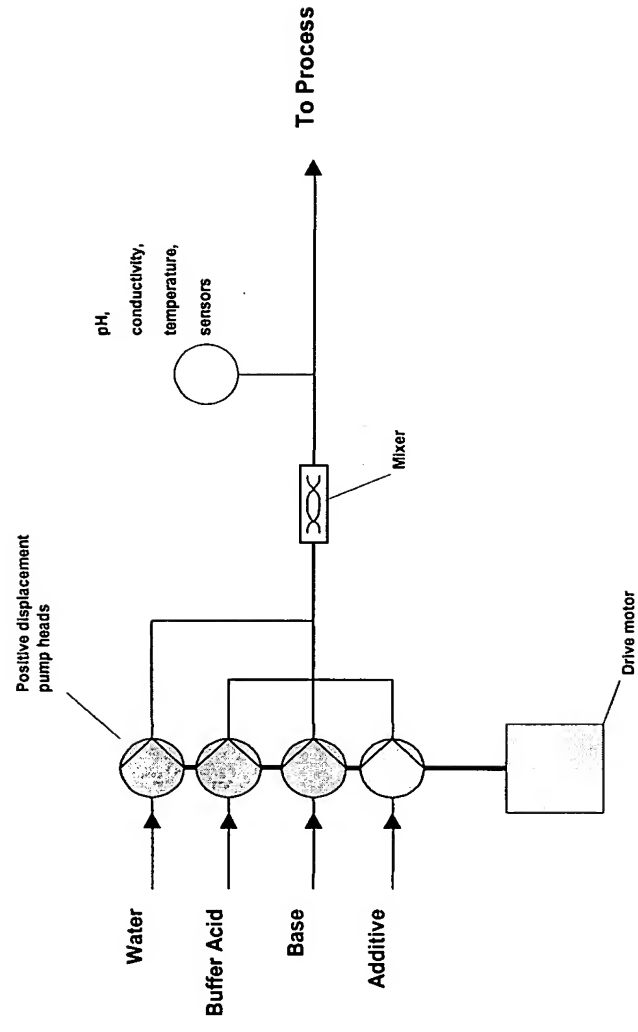 Water
Buffer Acid
Base
Additive
Positive displacement
pump heads
Drive motor
Mixer
pH,
conductivity,
temperature,
sensors
To Process